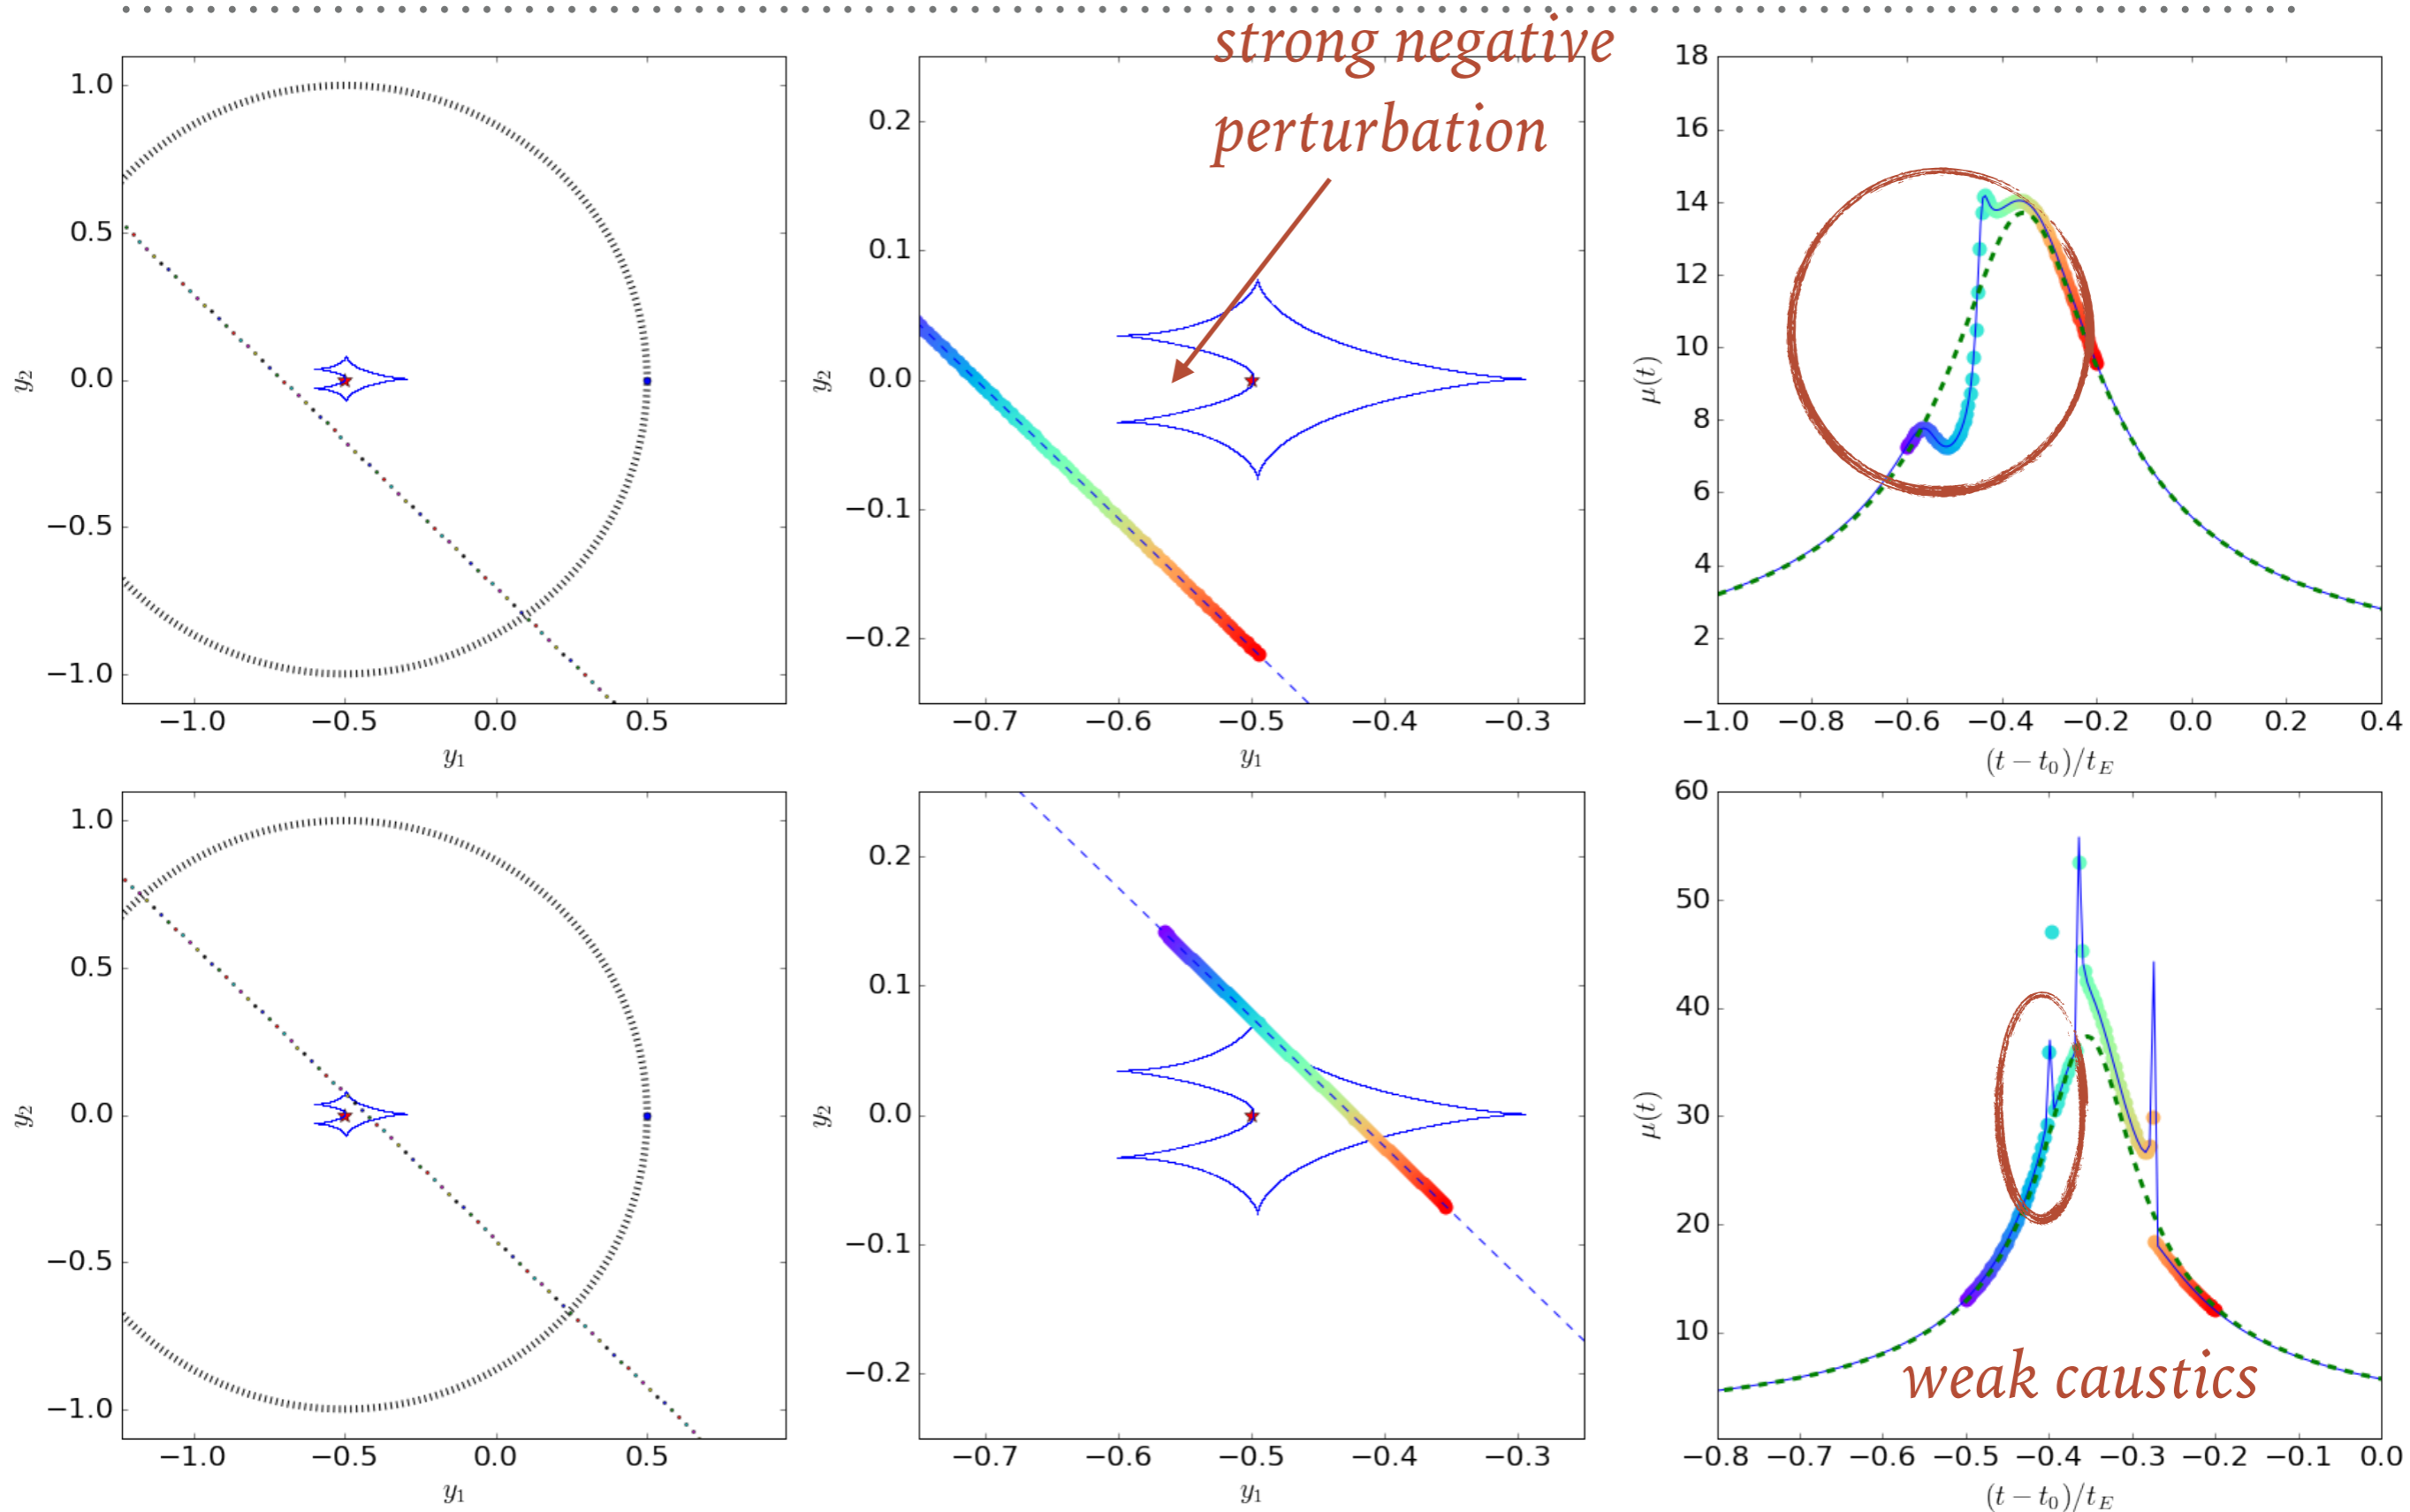 strong negative
perturbation
1.0
0.5
0.0
−0.5
−1.0
y2
−1.0 −0.5 0.0 0.5
y1
0.2
0.1
0.0
−0.1
−0.2
y2
−0.7 −0.6 −0.5 −0.4 −0.3
y1
18
16
14
12
10
8
6
4
2
μ(t)
−1.0 −0.8 −0.6 −0.4 −0.2 0.0 0.2 0.4
(t − t0)/tE
1.0
0.5
0.0
−0.5
−1.0
y2
−1.0 −0.5 0.0 0.5
y1
0.2
0.1
0.0
−0.1
−0.2
y2
−0.7 −0.6 −0.5 −0.4 −0.3
y1
60
50
40
30
20
10
μ(t)
weak caustics
−0.8 −0.7 −0.6 −0.5 −0.4 −0.3 −0.2 −0.1 0.0
(t − t0)/tE